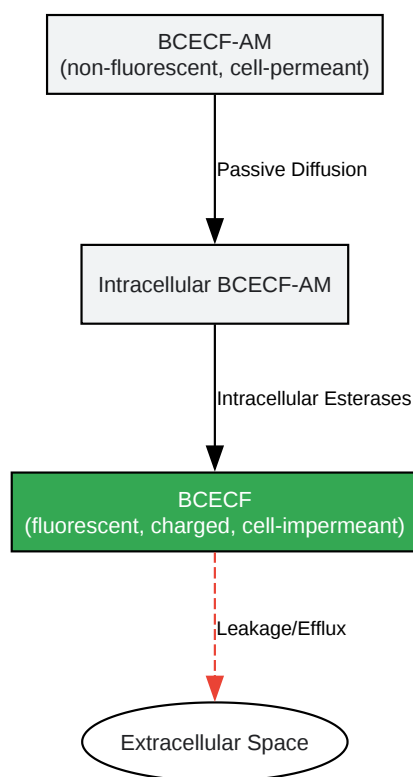 BCECF-AM
(non-fluorescent, cell-permeant)
Passive Diffusion
Intracellular BCECF-AM
Intracellular Esterases
BCECF
(fluorescent, charged, cell-impermeant)
Leakage/Efflux
Extracellular Space